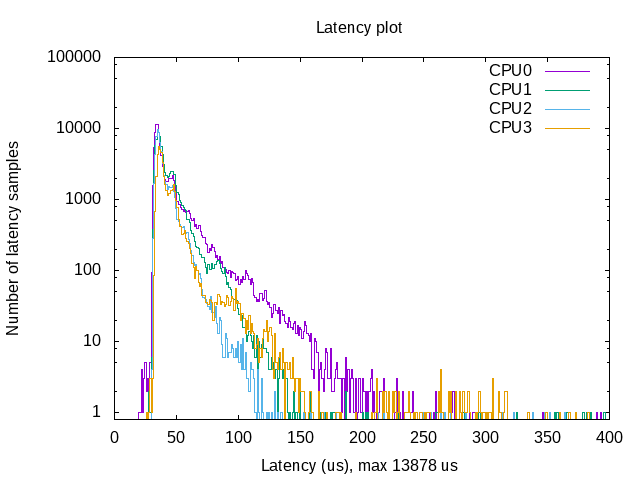 Latency plot
Number of latency samples
100000
10000
1000
100
10
1
CPU0
CPU1
CPU2
CPU3
0 50 100 150 200 250 300 350 400
Latency (us), max 13878 us